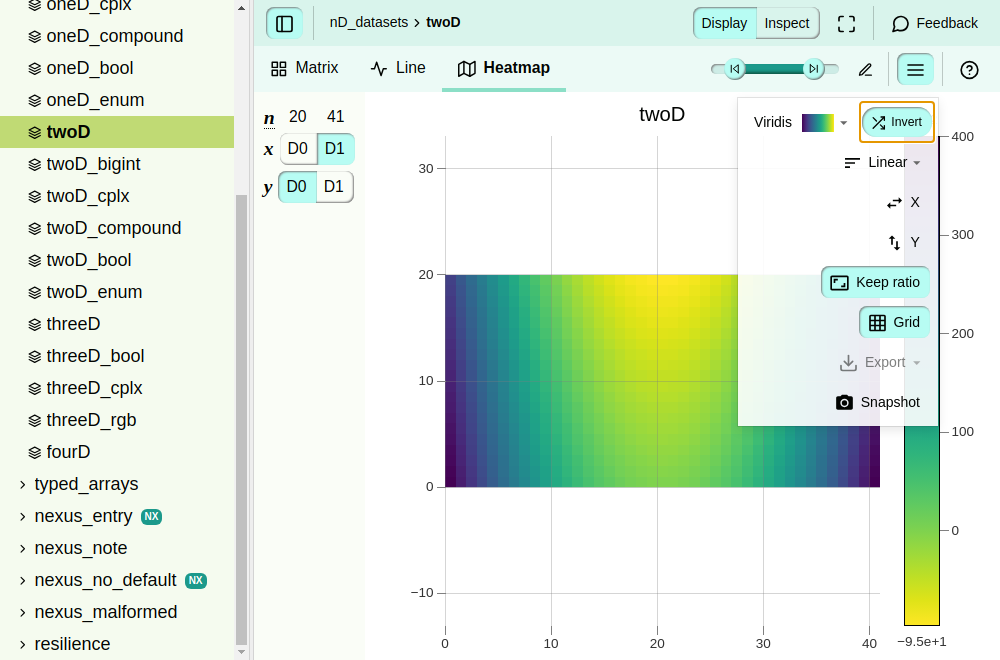 oneD_cplx
oneD_compound
oneD_bool
oneD_enum
twoD
twoD_bigint
twoD_cplx
twoD_compound
twoD_bool
twoD_enum
threeD
threeD_bool
threeD_cplx
threeD_rgb
fourD
typed_arrays
nexus_entry NX
nexus_note
nexus_no_default NX
nexus_malformed
resilience
nD_datasets › twoD
Display Inspect
Feedback
Matrix Line Heatmap
n 20 41
x D0 D1
y D0 D1
twoD
Viridis Invert
Linear
X
Y
Keep ratio
Grid
Export
Snapshot
30
20
10
0
−10
0 10 20 30 40
400
300
200
100
0
−9.5e+1